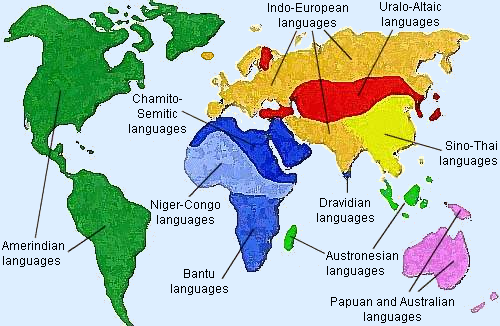 Indo-European
languages
Uralo-Altaic
languages
Chamito-
Semitic
languages
Sino-Thai
languages
Niger-Congo
languages
Dravidian
languages
Amerindian
languages
Bantu
languages
Austronesian
languages
Papuan and Australian
languages